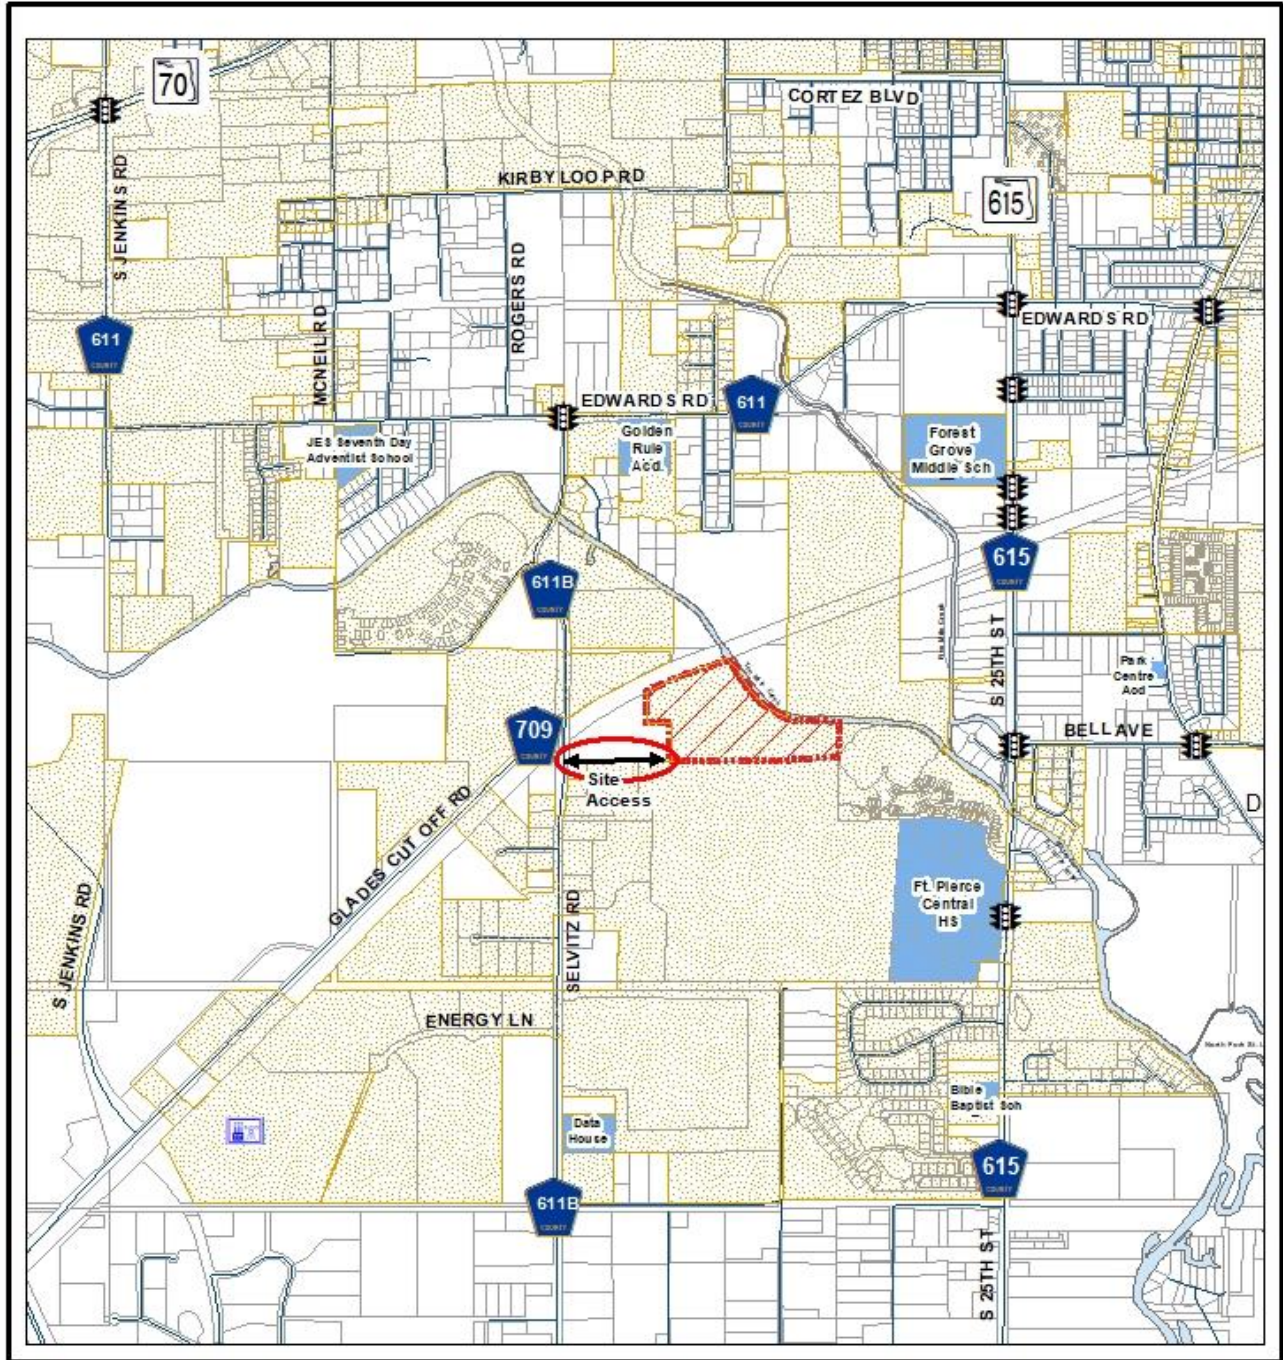 70
CORTEZ BLVD
KIRBY LOOP RD
615
S JENKINS RD
ROGERS RD
MCNEIL RD
EDWARDS RD
611
COUNTY
EDWARDS RD
611
COUNTY
JES Seventh Day
Adventist School
Golden
Rule
Acd.
Forest
Grove
Middle Sch
615
COUNTY
611B
COUNTY
Five Mile Creek
S 25TH ST
Park
Centre
Acd
709
COUNTY
BELL AVE
Site
Access
D
GLADES CUT OFF RD
Ft. Pierce
Central
HS
S JENKINS RD
SELVITZ RD
ENERGY LN
Bible
Baptist Sch
Data
House
615
COUNTY
611B
COUNTY
S 25TH ST